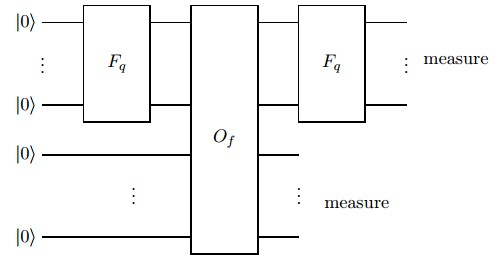 |0⟩
F_q
F_q
⋮
⋮ measure
|0⟩
O_f
|0⟩
⋮
⋮ measure
|0⟩